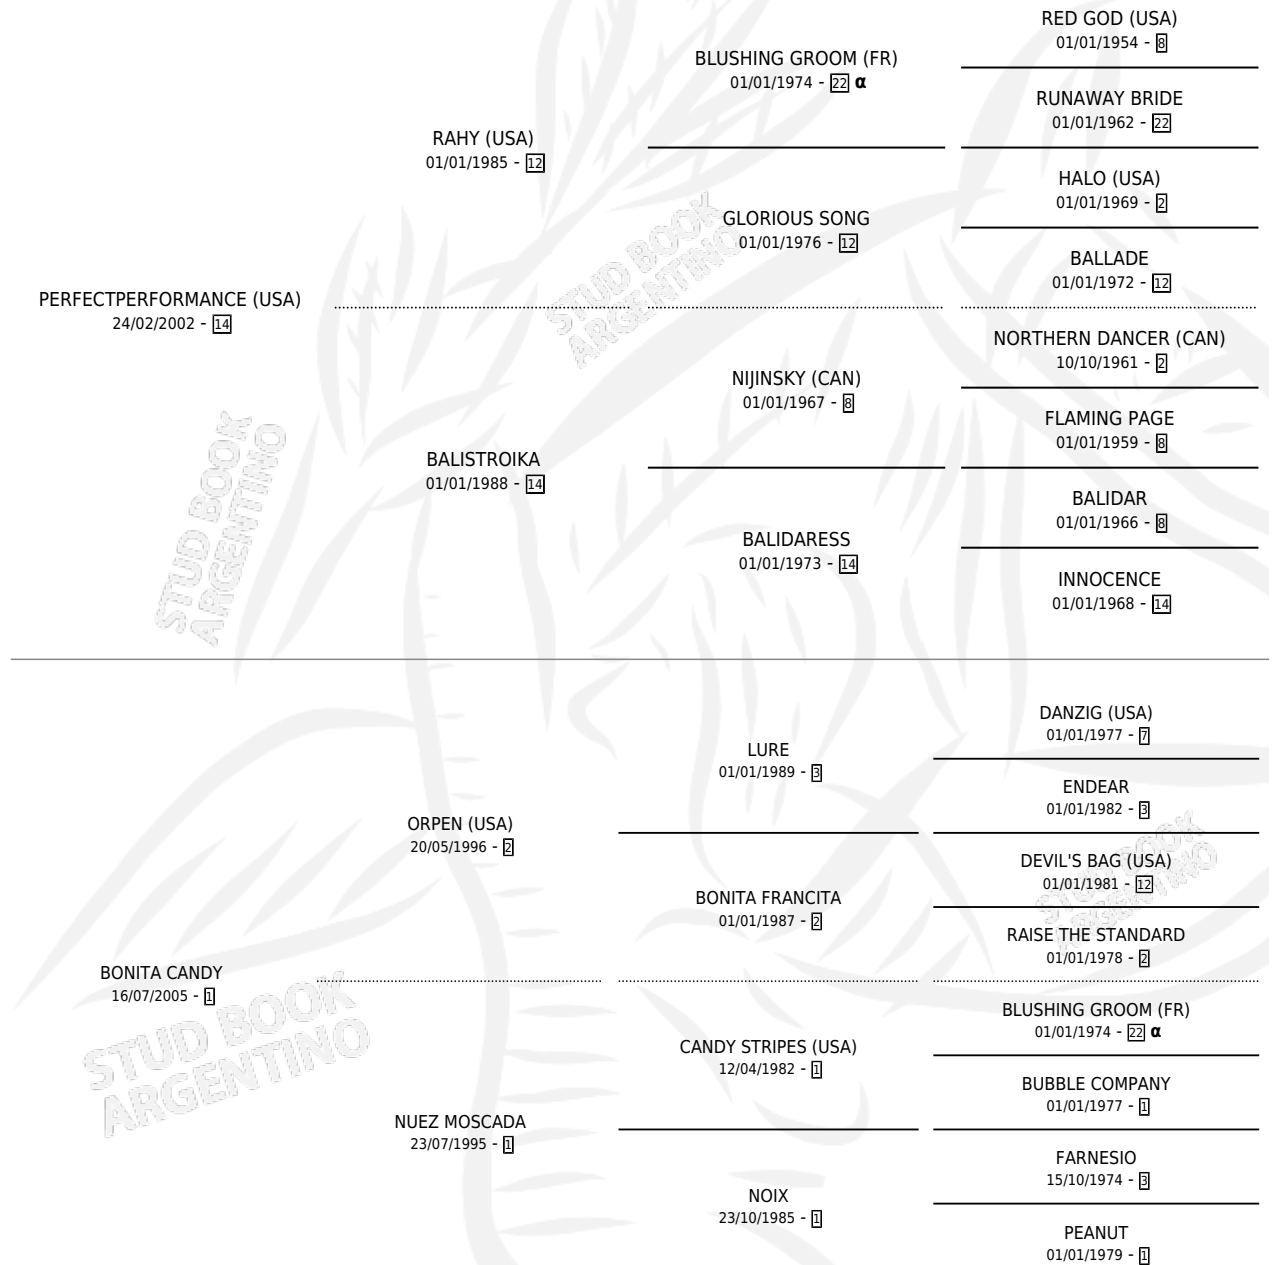 RED GOD (USA)
01/01/1954 - 8
BLUSHING GROOM (FR)
01/01/1974 - 22 α
RUNAWAY BRIDE
01/01/1962 - 22
RAHY (USA)
01/01/1985 - 12
HALO (USA)
01/01/1969 - 2
GLORIOUS SONG
01/01/1976 - 12
BALLADE
01/01/1972 - 12
PERFECTPERFORMANCE (USA)
24/02/2002 - 14
NORTHERN DANCER (CAN)
10/10/1961 - 2
NIJINSKY (CAN)
01/01/1967 - 8
FLAMING PAGE
01/01/1959 - 8
BALISTROIKA
01/01/1988 - 14
BALIDAR
01/01/1966 - 8
BALIDARESS
01/01/1973 - 14
INNOCENCE
01/01/1968 - 14
DANZIG (USA)
01/01/1977 - 7
LURE
01/01/1989 - 3
ENDEAR
01/01/1982 - 3
ORPEN (USA)
20/05/1996 - 2
DEVIL'S BAG (USA)
01/01/1981 - 12
BONITA FRANCITA
01/01/1987 - 2
RAISE THE STANDARD
01/01/1978 - 2
BONITA CANDY
16/07/2005 - 1
BLUSHING GROOM (FR)
01/01/1974 - 22 α
CANDY STRIPES (USA)
12/04/1982 - 1
BUBBLE COMPANY
01/01/1977 - 1
NUEZ MOSCADA
23/07/1995 - 1
FARNESIO
15/10/1974 - 3
NOIX
23/10/1985 - 1
PEANUT
01/01/1979 - 1
STUD BOOK
ARGENTINO
STUD BOOK
ARGENTINO
STUD BOOK
ARGENTINO
STUD BOOK
ARGENTINO